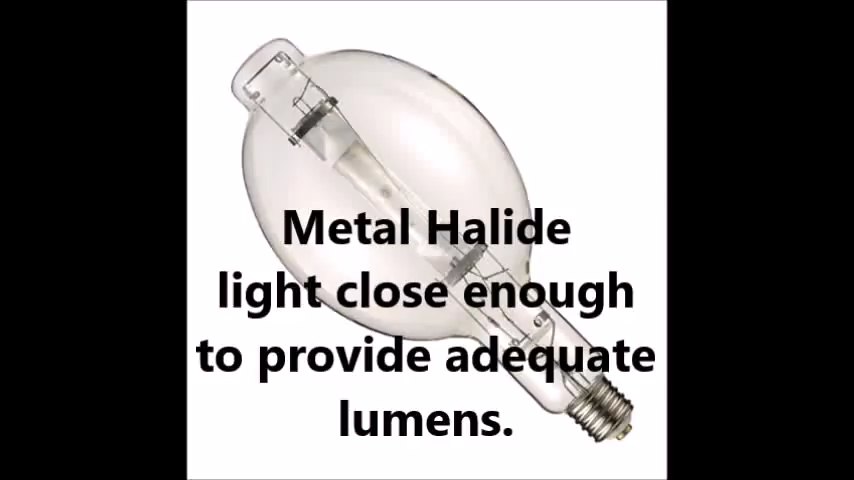 Metal Halide
light close enough
to provide adequate
lumens.